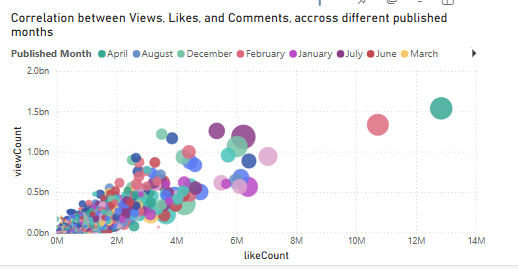 Correlation between Views, Likes, and Comments, accross different published
months
Published Month April August December February January July June March
2.0bn
1.5bn
1.0bn
0.5bn
0.0bn
viewCount
0M 2M 4M 6M 8M 10M 12M 14M
likeCount